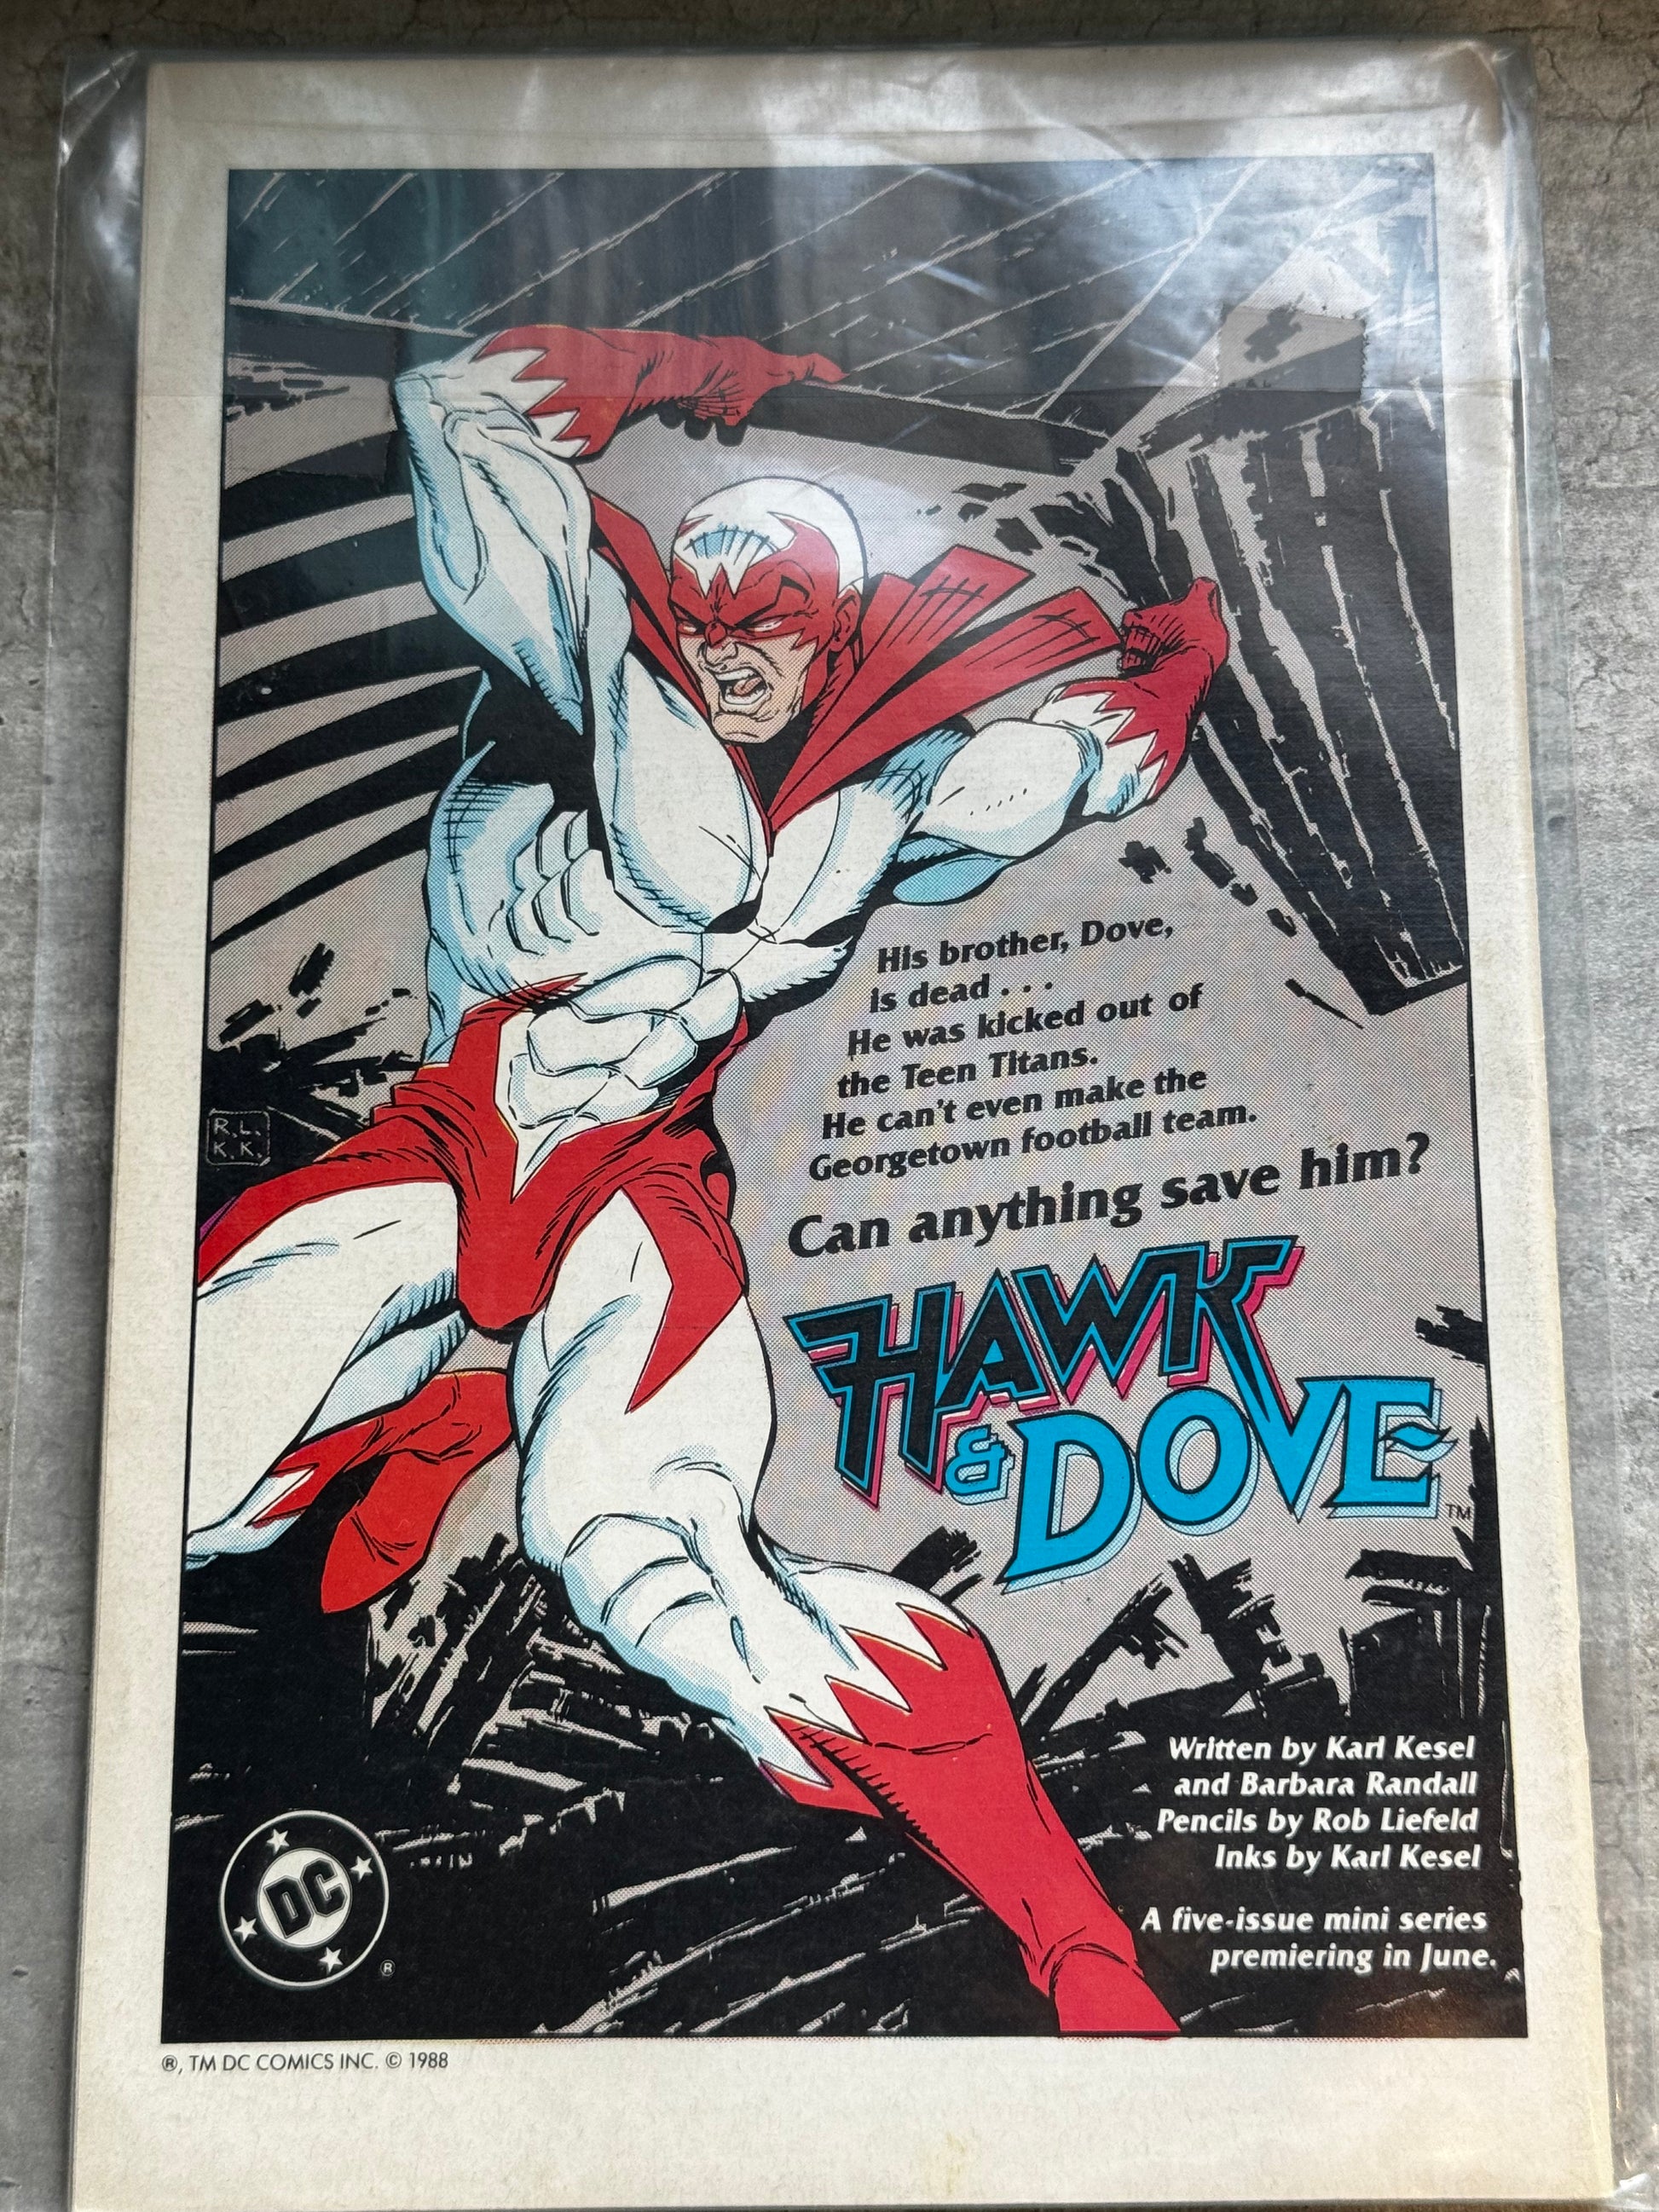 His brother, Dove,
is dead . . .
He was kicked out of
the Teen Titans.
He can't even make the
Georgetown football team.
Can anything save him?
HAWK
& DOVE
TM
R.L.
K.K.
Written by Karl Kesel
and Barbara Randall
Pencils by Rob Liefeld
Inks by Karl Kesel
A five-issue mini series
premiering in June.
DC
®
®, TM DC COMICS INC. © 1988